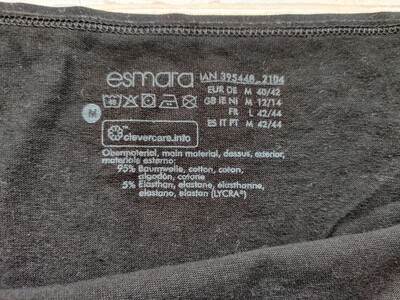 esmara IAN 395448_2104
EUR DE M 40/42
GB IE NI M 12/14
FR L 42/44
ES IT PT M 42/44
M
clevercare.info
Obermaterial, main material, dessus, exterior,
materiale esterno:
95% Baumwolle, cotton, coton,
algodón, cotone
5% Elasthan, elastane, élasthanne,
elastano, elastan (LYCRA®)